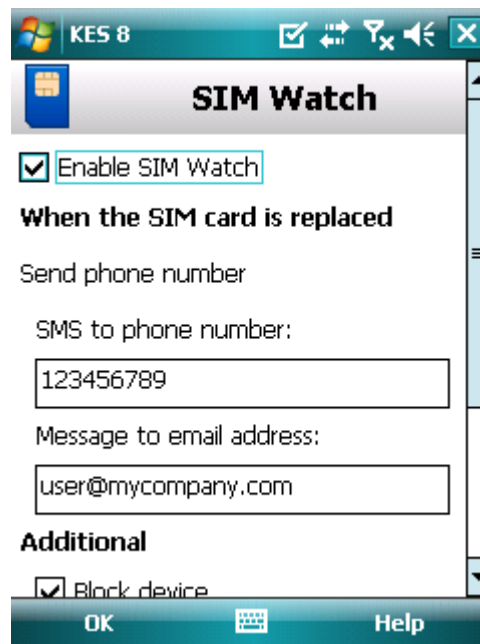 KES 8
SIM Watch
Enable SIM Watch
When the SIM card is replaced
Send phone number
SMS to phone number:
123456789
Message to email address:
user@mycompany.com
Additional
Block device
OK
Help